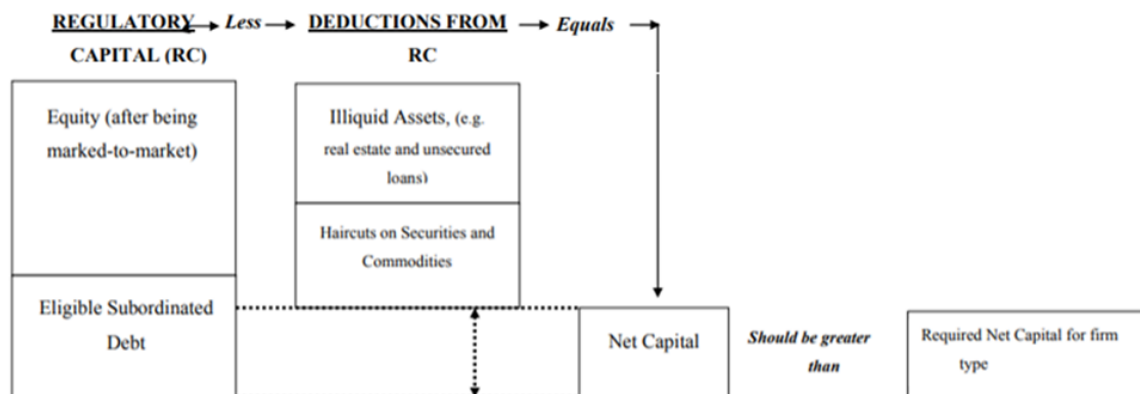 REGULATORY Less DEDUCTIONS FROM Equals
CAPITAL (RC) RC
Equity (after being
marked-to-market)
Illiquid Assets, (e.g.
real estate and unsecured
loans)
Haircuts on Securities and
Commodities
Eligible Subordinated
Debt
Net Capital
Should be greater
than
Required Net Capital for firm
type